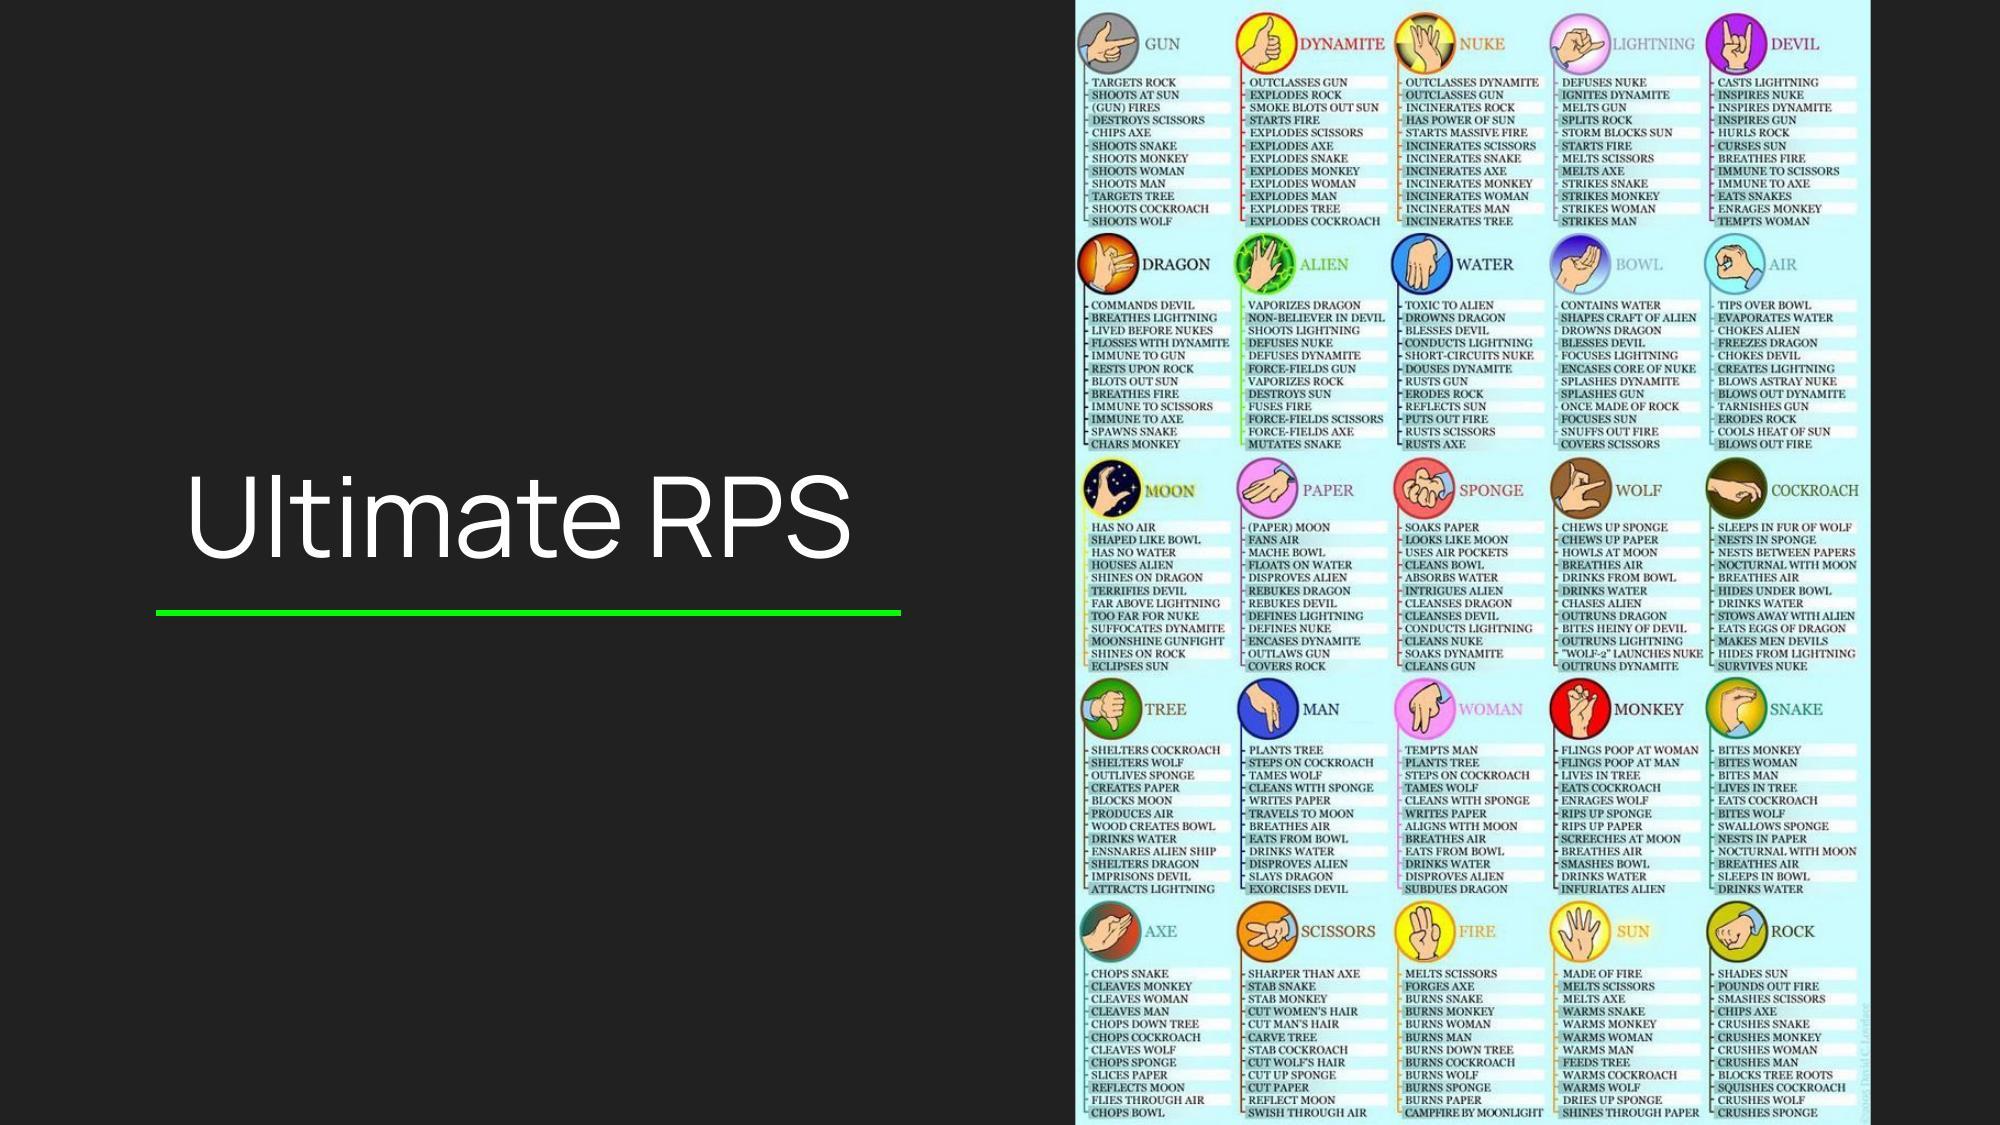 Ultimate RPS
GUN
TARGETS ROCK
SHOOTS AT SUN
(GUN) FIRES
DESTROYS SCISSORS
CHIPS AXE
SHOOTS SNAKE
SHOOTS MONKEY
SHOOTS WOMAN
SHOOTS MAN
TARGETS TREE
SHOOTS COCKROACH
SHOOTS WOLF
DYNAMITE
OUTCLASSES GUN
EXPLODES ROCK
SMOKE BLOTS OUT SUN
STARTS FIRE
EXPLODES SCISSORS
EXPLODES AXE
EXPLODES SNAKE
EXPLODES MONKEY
EXPLODES WOMAN
EXPLODES MAN
EXPLODES TREE
EXPLODES COCKROACH
NUKE
OUTCLASSES DYNAMITE
OUTCLASSES GUN
INCINERATES ROCK
HAS POWER OF SUN
STARTS MASSIVE FIRE
INCINERATES SCISSORS
INCINERATES SNAKE
INCINERATES AXE
INCINERATES MONKEY
INCINERATES WOMAN
INCINERATES MAN
INCINERATES TREE
LIGHTNING
DEFUSES NUKE
IGNITES DYNAMITE
MELTS GUN
SPLITS ROCK
STORM BLOCKS SUN
STARTS FIRE
MELTS SCISSORS
MELTS AXE
STRIKES SNAKE
STRIKES MONKEY
STRIKES WOMAN
STRIKES MAN
DEVIL
CASTS LIGHTNING
INSPIRES NUKE
INSPIRES DYNAMITE
INSPIRES GUN
HURLS ROCK
CURSES SUN
BREATHES FIRE
IMMUNE TO SCISSORS
IMMUNE TO AXE
EATS SNAKES
ENRAGES MONKEY
TEMPTS WOMAN
DRAGON
COMMANDS DEVIL
BREATHES LIGHTNING
LIVED BEFORE NUKES
FLOSSES WITH DYNAMITE
IMMUNE TO GUN
RESTS UPON ROCK
BLOTS OUT SUN
BREATHES FIRE
IMMUNE TO SCISSORS
IMMUNE TO AXE
SPAWNS SNAKE
CHARS MONKEY
ALIEN
VAPORIZES DRAGON
NON-BELIEVER IN DEVIL
SHOOTS LIGHTNING
DEFUSES NUKE
DEFUSES DYNAMITE
FORCE-FIELDS GUN
VAPORIZES ROCK
DESTROYS SUN
FUSES FIRE
FORCE-FIELDS SCISSORS
FORCE-FIELDS AXE
MUTATES SNAKE
WATER
TOXIC TO ALIEN
DROWNS DRAGON
BLESSES DEVIL
CONDUCTS LIGHTNING
SHORT-CIRCUITS NUKE
DOUSES DYNAMITE
RUSTS GUN
ERODES ROCK
REFLECTS SUN
PUTS OUT FIRE
RUSTS SCISSORS
RUSTS AXE
BOWL
CONTAINS WATER
SHAPES CRAFT OF ALIEN
DROWNS DRAGON
BLESSES DEVIL
FOCUSES LIGHTNING
ENCASES CORE OF NUKE
SPLASHES DYNAMITE
SPLASHES GUN
ONCE MADE OF ROCK
FOCUSES SUN
SNUFFS OUT FIRE
COVERS SCISSORS
AIR
TIPS OVER BOWL
EVAPORATES WATER
CHOKES ALIEN
FREEZES DRAGON
CHOKES DEVIL
CREATES LIGHTNING
BLOWS ASTRAY NUKE
BLOWS OUT DYNAMITE
TARNISHES GUN
ERODES ROCK
COOLS HEAT OF SUN
BLOWS OUT FIRE
MOON
HAS NO AIR
SHAPED LIKE BOWL
HAS NO WATER
HOUSES ALIEN
SHINES ON DRAGON
TERRIFIES DEVIL
FAR ABOVE LIGHTNING
TOO FAR FOR NUKE
SUFFOCATES DYNAMITE
MOONSHINE GUNFIGHT
SHINES ON ROCK
ECLIPSES SUN
PAPER
(PAPER) MOON
FANS AIR
MACHE BOWL
FLOATS ON WATER
DISPROVES ALIEN
REBUKES DRAGON
REBUKES DEVIL
DEFINES LIGHTNING
DEFINES NUKE
ENCASES DYNAMITE
OUTLAWS GUN
COVERS ROCK
SPONGE
SOAKS PAPER
LOOKS LIKE MOON
USES AIR POCKETS
CLEANS BOWL
ABSORBS WATER
INTRIGUES ALIEN
CLEANSES DRAGON
CLEANSES DEVIL
CONDUCTS LIGHTNING
CLEANS NUKE
SOAKS DYNAMITE
CLEANS GUN
WOLF
CHEWS UP SPONGE
CHEWS UP PAPER
HOWLS AT MOON
BREATHES AIR
DRINKS FROM BOWL
DRINKS WATER
CHASES ALIEN
OUTRUNS DRAGON
BITES HEINY OF DEVIL
OUTRUNS LIGHTNING
"WOLF-2" LAUNCHES NUKE
OUTRUNS DYNAMITE
COCKROACH
SLEEPS IN FUR OF WOLF
NESTS IN SPONGE
NESTS BETWEEN PAPERS
NOCTURNAL WITH MOON
BREATHES AIR
HIDES UNDER BOWL
DRINKS WATER
STOWS AWAY WITH ALIEN
EATS EGGS OF DRAGON
MAKES MEN DEVILS
HIDES FROM LIGHTNING
SURVIVES NUKE
TREE
SHELTERS COCKROACH
SHELTERS WOLF
OUTLIVES SPONGE
CREATES PAPER
BLOCKS MOON
PRODUCES AIR
WOOD CREATES BOWL
DRINKS WATER
ENSNARES ALIEN SHIP
SHELTERS DRAGON
IMPRISONS DEVIL
ATTRACTS LIGHTNING
MAN
PLANTS TREE
STEPS ON COCKROACH
TAMES WOLF
CLEANS WITH SPONGE
WRITES PAPER
TRAVELS TO MOON
BREATHES AIR
EATS FROM BOWL
DRINKS WATER
DISPROVES ALIEN
SLAYS DRAGON
EXORCISES DEVIL
WOMAN
TEMPTS MAN
PLANTS TREE
STEPS ON COCKROACH
TAMES WOLF
CLEANS WITH SPONGE
WRITES PAPER
ALIGNS WITH MOON
BREATHES AIR
EATS FROM BOWL
DRINKS WATER
DISPROVES ALIEN
SUBDUES DRAGON
MONKEY
FLINGS POOP AT WOMAN
FLINGS POOP AT MAN
LIVES IN TREE
EATS COCKROACH
ENRAGES WOLF
RIPS UP SPONGE
RIPS UP PAPER
SCREECHES AT MOON
BREATHES AIR
SMASHES BOWL
DRINKS WATER
INFURIATES ALIEN
SNAKE
BITES MONKEY
BITES WOMAN
BITES MAN
LIVES IN TREE
EATS COCKROACH
BITES WOLF
SWALLOWS SPONGE
NESTS IN PAPER
NOCTURNAL WITH MOON
BREATHES AIR
SLEEPS IN BOWL
DRINKS WATER
AXE
CHOPS SNAKE
CLEAVES MONKEY
CLEAVES WOMAN
CLEAVES MAN
CHOPS DOWN TREE
CHOPS COCKROACH
CLEAVES WOLF
CHOPS SPONGE
SLICES PAPER
REFLECTS MOON
FLIES THROUGH AIR
CHOPS BOWL
SCISSORS
SHARPER THAN AXE
STAB SNAKE
STAB MONKEY
CUT WOMEN'S HAIR
CUT MAN'S HAIR
CARVE TREE
STAB COCKROACH
CUT WOLF'S HAIR
CUT UP SPONGE
CUT PAPER
REFLECT MOON
SWISH THROUGH AIR
FIRE
MELTS SCISSORS
FORGES AXE
BURNS SNAKE
BURNS MONKEY
BURNS WOMAN
BURNS MAN
BURNS DOWN TREE
BURNS COCKROACH
BURNS WOLF
BURNS SPONGE
BURNS PAPER
CAMPFIRE BY MOONLIGHT
SUN
MADE OF FIRE
MELTS SCISSORS
MELTS AXE
WARMS SNAKE
WARMS MONKEY
WARMS WOMAN
WARMS MAN
FEEDS TREE
WARMS COCKROACH
WARMS WOLF
DRIES UP SPONGE
SHINES THROUGH PAPER
ROCK
SHADES SUN
POUNDS OUT FIRE
SMASHES SCISSORS
CHIPS AXE
CRUSHES SNAKE
CRUSHES MONKEY
CRUSHES WOMAN
CRUSHES MAN
BLOCKS TREE ROOTS
SQUISHES COCKROACH
CRUSHES WOLF
CRUSHES SPONGE